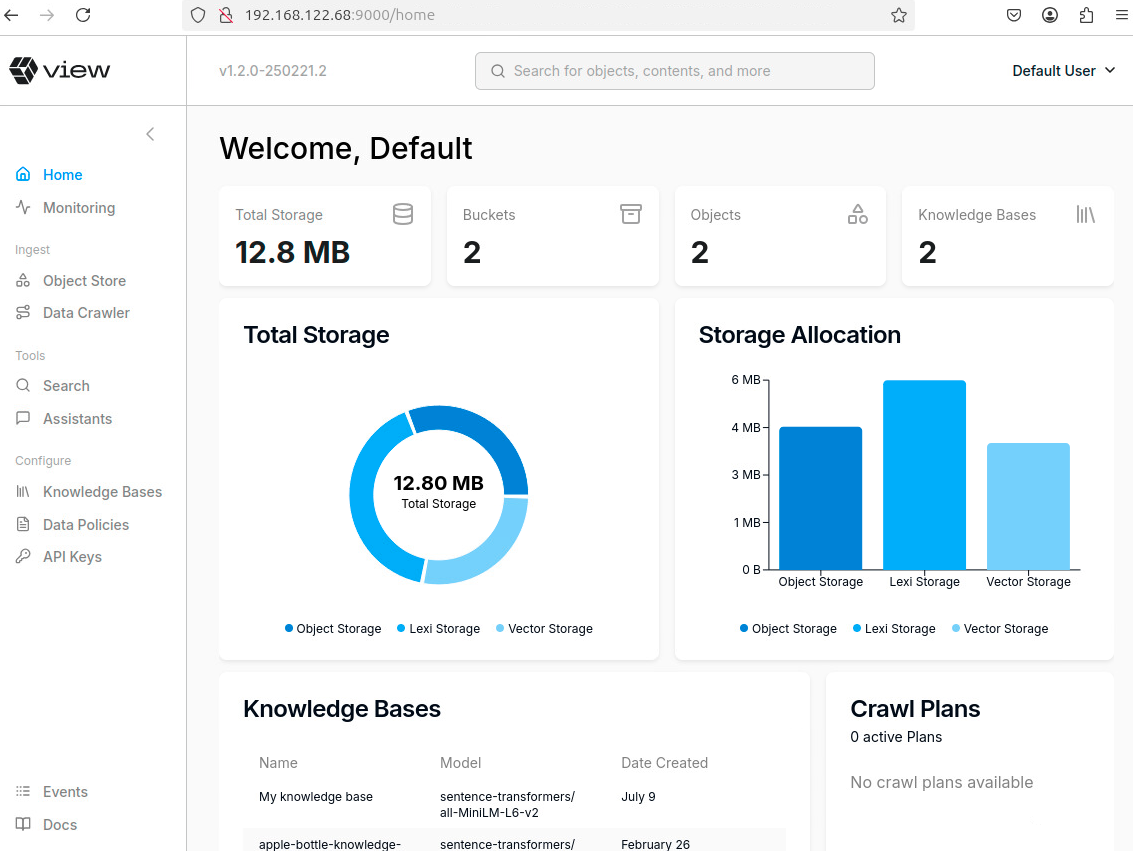 192.168.122.68:9000/home
view
v1.2.0-250221.2
Search for objects, contents, and more
Default User
Home
Monitoring
Ingest
Object Store
Data Crawler
Tools
Search
Assistants
Configure
Knowledge Bases
Data Policies
API Keys
Events
Docs
Welcome, Default
Total Storage
12.8 MB
Buckets
2
Objects
2
Knowledge Bases
2
Total Storage
12.80 MB
Total Storage
Object Storage Lexi Storage Vector Storage
Storage Allocation
6 MB
4 MB
3 MB
1 MB
0 B
Object Storage Lexi Storage Vector Storage
Object Storage Lexi Storage Vector Storage
Knowledge Bases
Name Model Date Created
My knowledge base sentence-transformers/ July 9
all-MiniLM-L6-v2
apple-bottle-knowledge- sentence-transformers/ February 26
Crawl Plans
0 active Plans
No crawl plans available